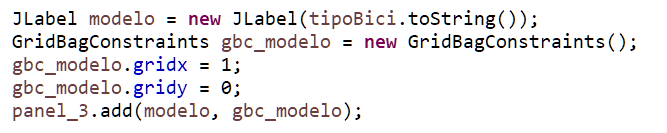 JLabel modelo = new JLabel(tipoBici.toString());
GridBagConstraints gbc_modelo = new GridBagConstraints();
gbc_modelo.gridx = 1;
gbc_modelo.gridy = 0;
panel_3.add(modelo, gbc_modelo);